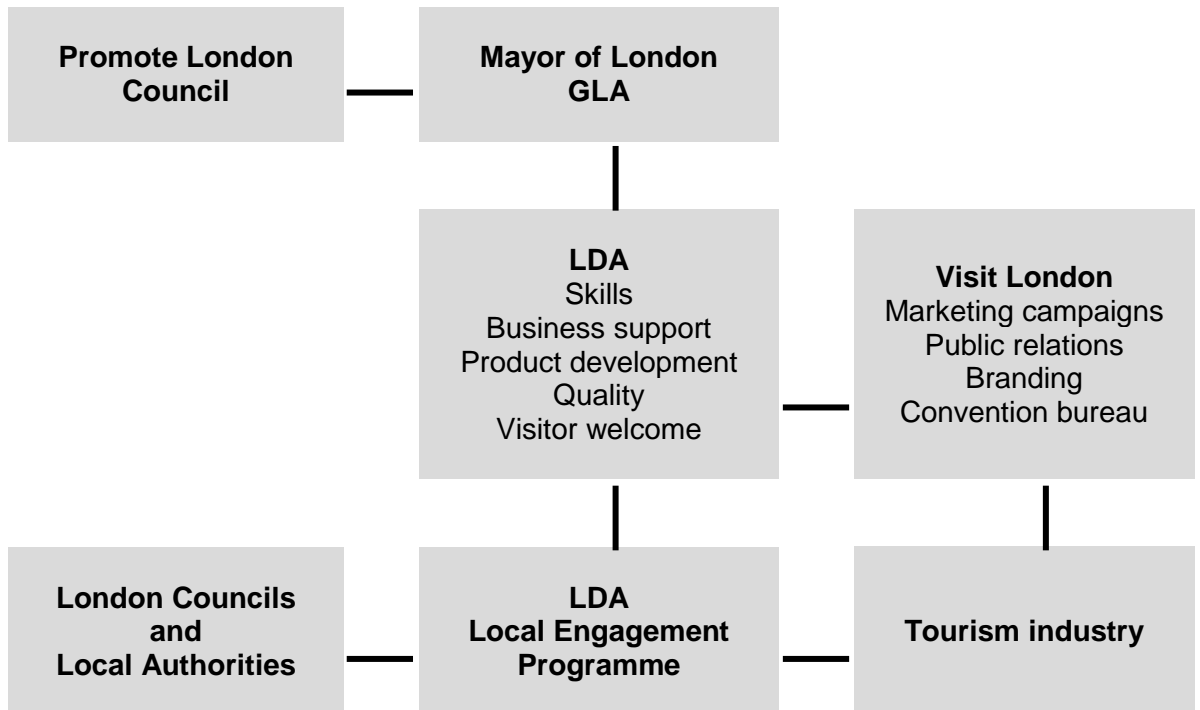 Promote London
Council
Mayor of London
GLA
LDA
Skills
Business support
Product development
Quality
Visitor welcome
Visit London
Marketing campaigns
Public relations
Branding
Convention bureau
London Councils
and
Local Authorities
LDA
Local Engagement
Programme
Tourism industry